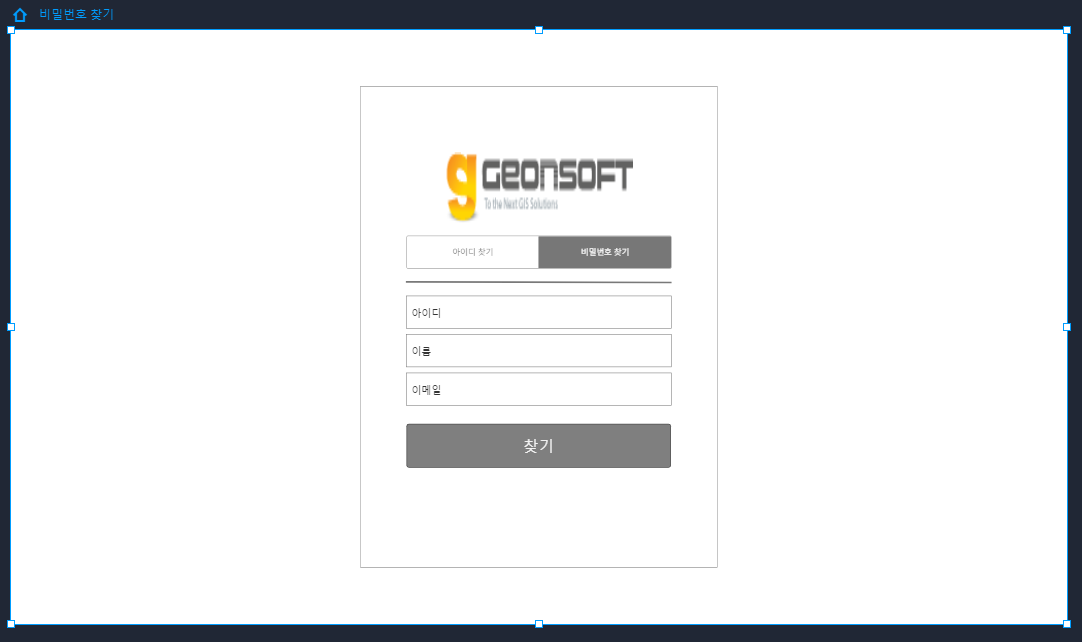 비밀번호 찾기
g GEONSOFT
To the Next GIS Solutions
아이디 찾기 비밀번호 찾기
아이디
이름
이메일
찾기